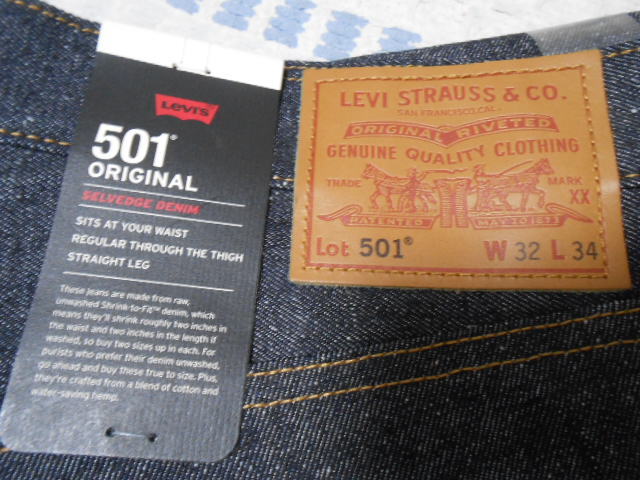 Levi's
501®
ORIGINAL
SELVEDGE DENIM
SITS AT YOUR WAIST
REGULAR THROUGH THE THIGH
STRAIGHT LEG
These jeans are made from raw,
unwashed Shrink-to-Fit™ denim, which
means they'll shrink roughly two inches in
the waist and two inches in the length if
washed, so buy two sizes up in each. For
purists who prefer their denim unwashed,
go ahead and buy these true to size. Plus,
they're crafted from a blend of cotton and
water-saving hemp.
LEVI STRAUSS & CO.
SAN FRANCISCO, CAL.
ORIGINAL RIVETED
GENUINE QUALITY CLOTHING
TRADE MARK
XX
PATENTED MAY 20 1873
Lot 501® W 32 L 34